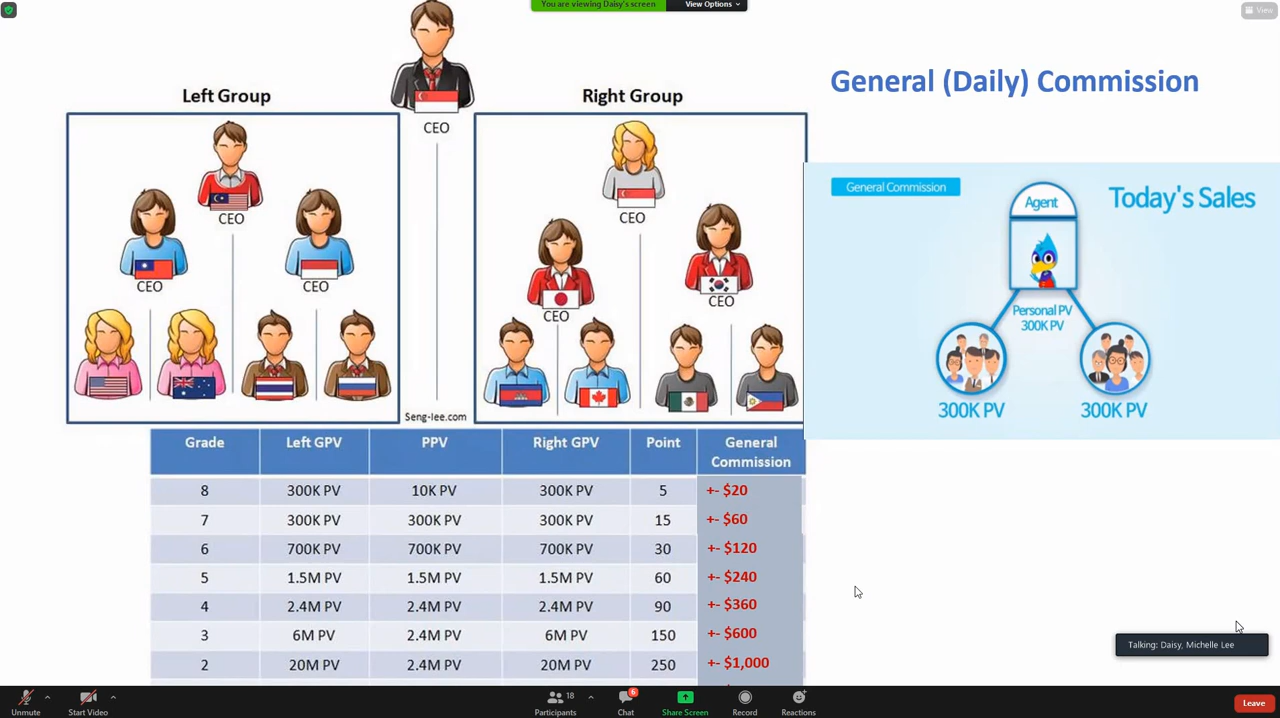 You are viewing Daisy's screen
View Options
View
Left Group
Right Group
General (Daily) Commission
CEO
CEO
CEO
CEO
CEO
CEO
CEO
Seng-lee.com
General Commission
Today's Sales
Agent
Personal PV
300K PV
300K PV
300K PV
Grade Left GPV PPV Right GPV Point General Commission
8 300K PV 10K PV 300K PV 5 +- $20
7 300K PV 300K PV 300K PV 15 +- $60
6 700K PV 700K PV 700K PV 30 +- $120
5 1.5M PV 1.5M PV 1.5M PV 60 +- $240
4 2.4M PV 2.4M PV 2.4M PV 90 +- $360
3 6M PV 2.4M PV 6M PV 150 +- $600
2 20M PV 2.4M PV 20M PV 250 +- $1,000
Talking: Daisy, Michelle Lee
Unmute
Start Video
Participants 18
Chat 6
Share Screen
Record
Reactions
Leave